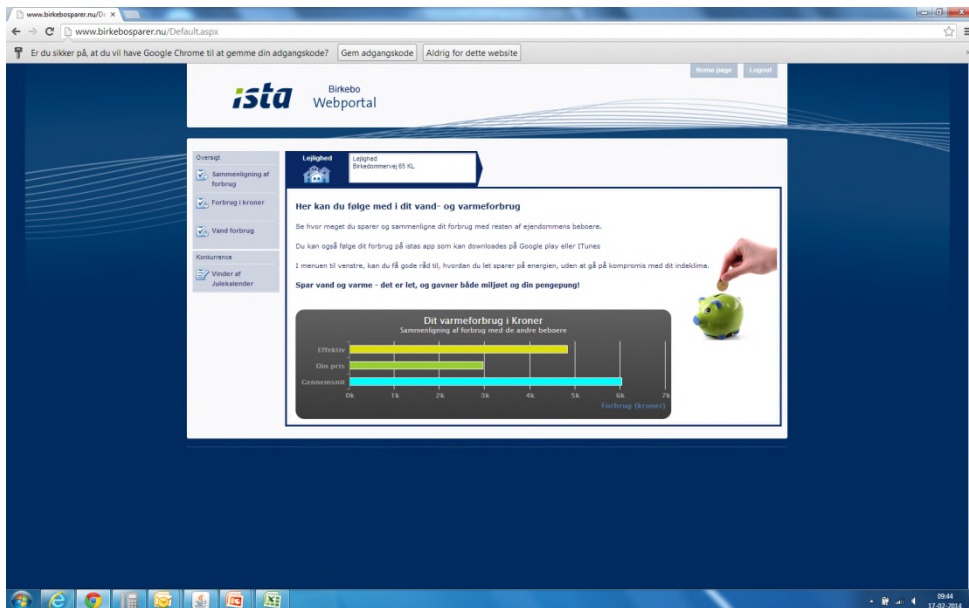 www.birkebosparer.nu/De
www.birkebosparer.nu/Default.aspx
Er du sikker på, at du vil have Google Chrome til at gemme din adgangskode? Gem adgangskode Aldrig for dette website
Home page Logout
ista Birkebo
Webportal
Oversigt
Sammenligning af
forbrug
Forbrug i kroner
Vand forbrug
Konkurrence
Vinder af
Julekalender
Lejlighed
Lejlighed
Birkedommervej 65 KL.
Her kan du følge med i dit vand- og varmeforbrug
Se hvor meget du sparer og sammenligne dit forbrug med resten af ejendommens beboere.
Du kan også følge dit forbrug på istas app som kan downloades på Google play eller ITunes
I menuen til venstre, kan du få gode råd til, hvordan du let sparer på energien, uden at gå på kompromis med dit indeklima.
Spar vand og varme - det er let, og gavner både miljøet og din pengepung!
Dit varmeforbrug i Kroner
Sammenligning af forbrug med de andre beboere
Effektiv
Din pris
Gennemsnit
0k 1k 2k 3k 4k 5k 6k 7k
Forbrug (kroner)
09:44
17-02-2014